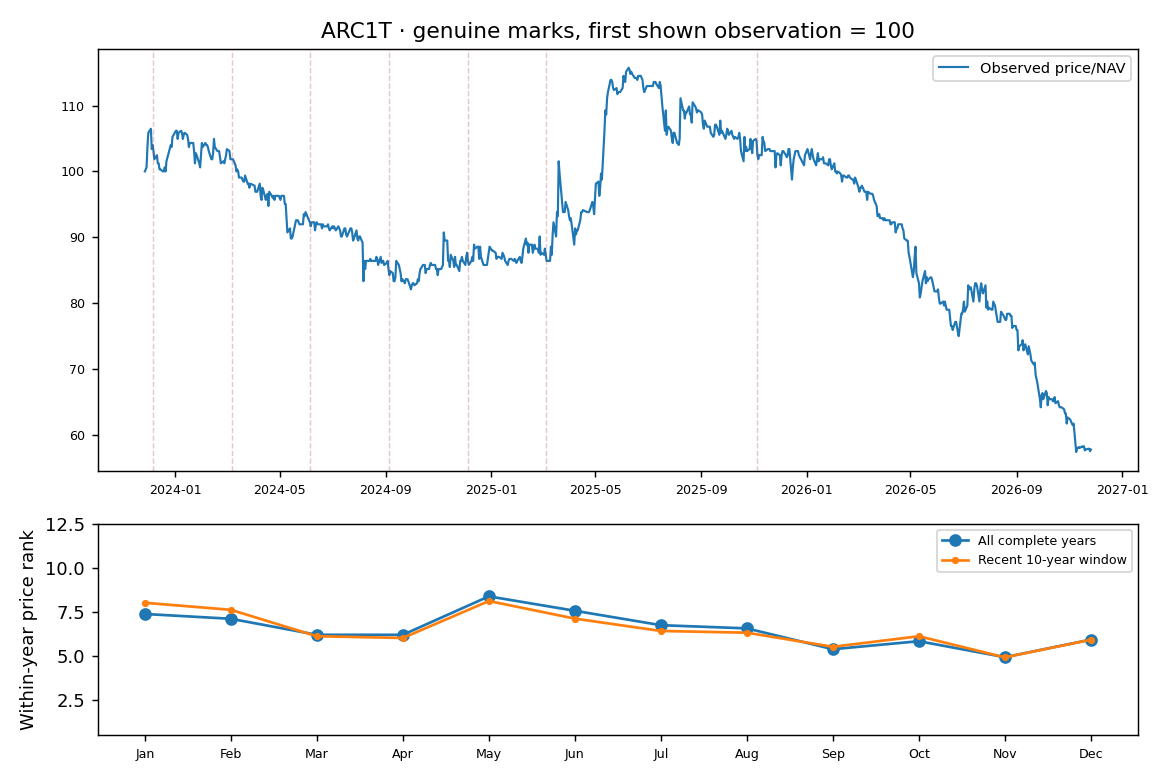 ARC1T · genuine marks, first shown observation = 100
Observed price/NAV
110
100
90
80
70
60
2024-01 2024-05 2024-09 2025-01 2025-05 2025-09 2026-01 2026-05 2026-09 2027-01
Within-year price rank
12.5
10.0
7.5
5.0
2.5
All complete years
Recent 10-year window
Jan Feb Mar Apr May Jun Jul Aug Sep Oct Nov Dec